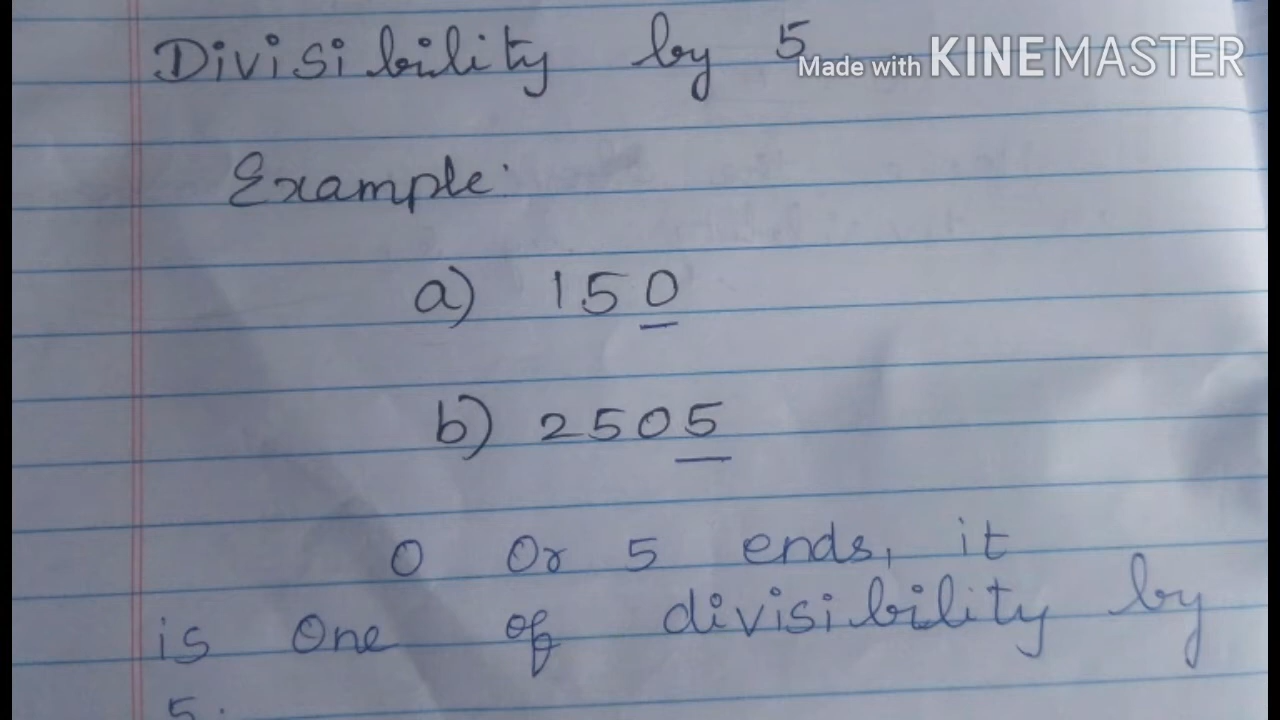 Divisibility by 5
Made with KINEMASTER
Example:
a) 150
b) 2505
0 Or 5 ends, it
is One of divisibility by
5.